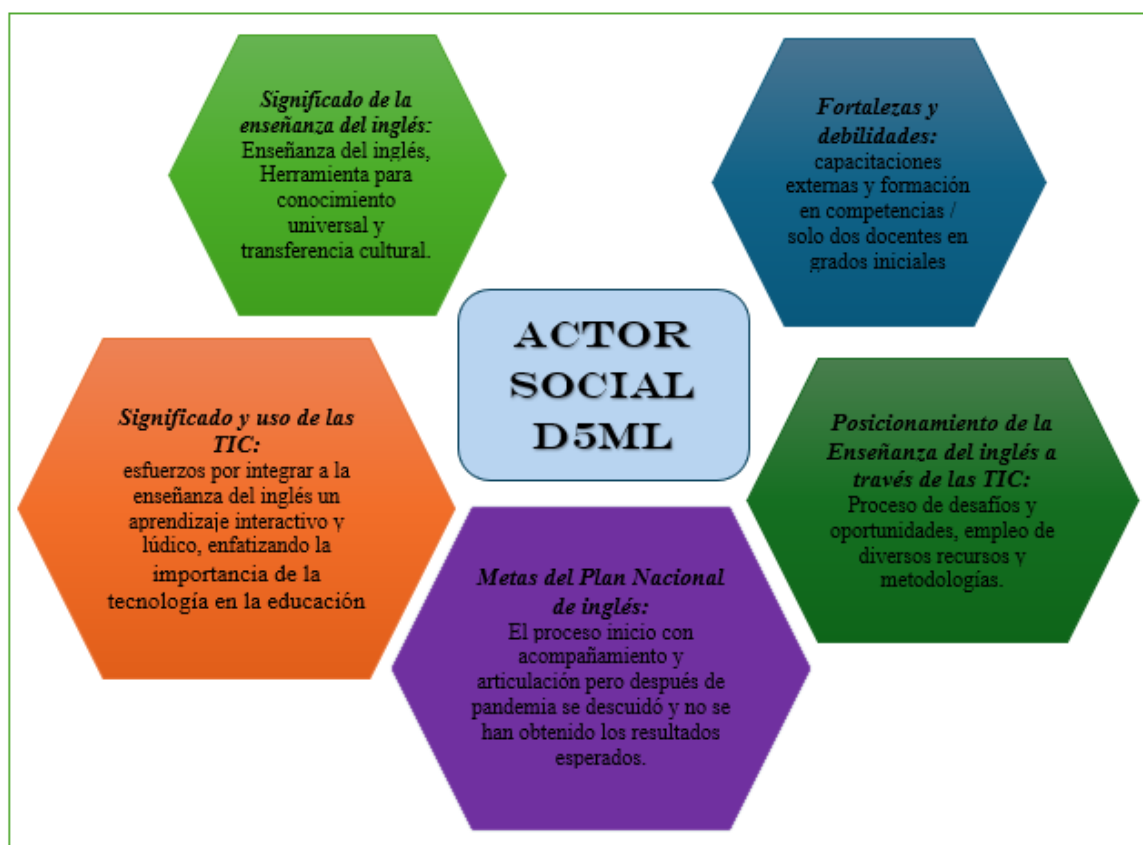 Significado de la
enseñanza del inglés:
Enseñanza del inglés,
Herramienta para
conocimiento
universal y
transferencia cultural.
Fortalezas y
debilidades:
capacitaciones
externas y formación
en competencias /
solo dos docentes en
grados iniciales
ACTOR
SOCIAL
D5ML
Significado y uso de las
TIC:
esfuerzos por integrar a la
enseñanza del inglés un
aprendizaje interactivo y
lúdico, enfatizando la
importancia de la
tecnología en la educación
Posicionamiento de la
Enseñanza del inglés a
través de las TIC:
Proceso de desafíos y
oportunidades, empleo de
diversos recursos y
metodologías.
Metas del Plan Nacional
de inglés:
El proceso inicio con
acompañamiento y
articulación pero después de
pandemia se descuidó y no se
han obtenido los resultados
esperados.